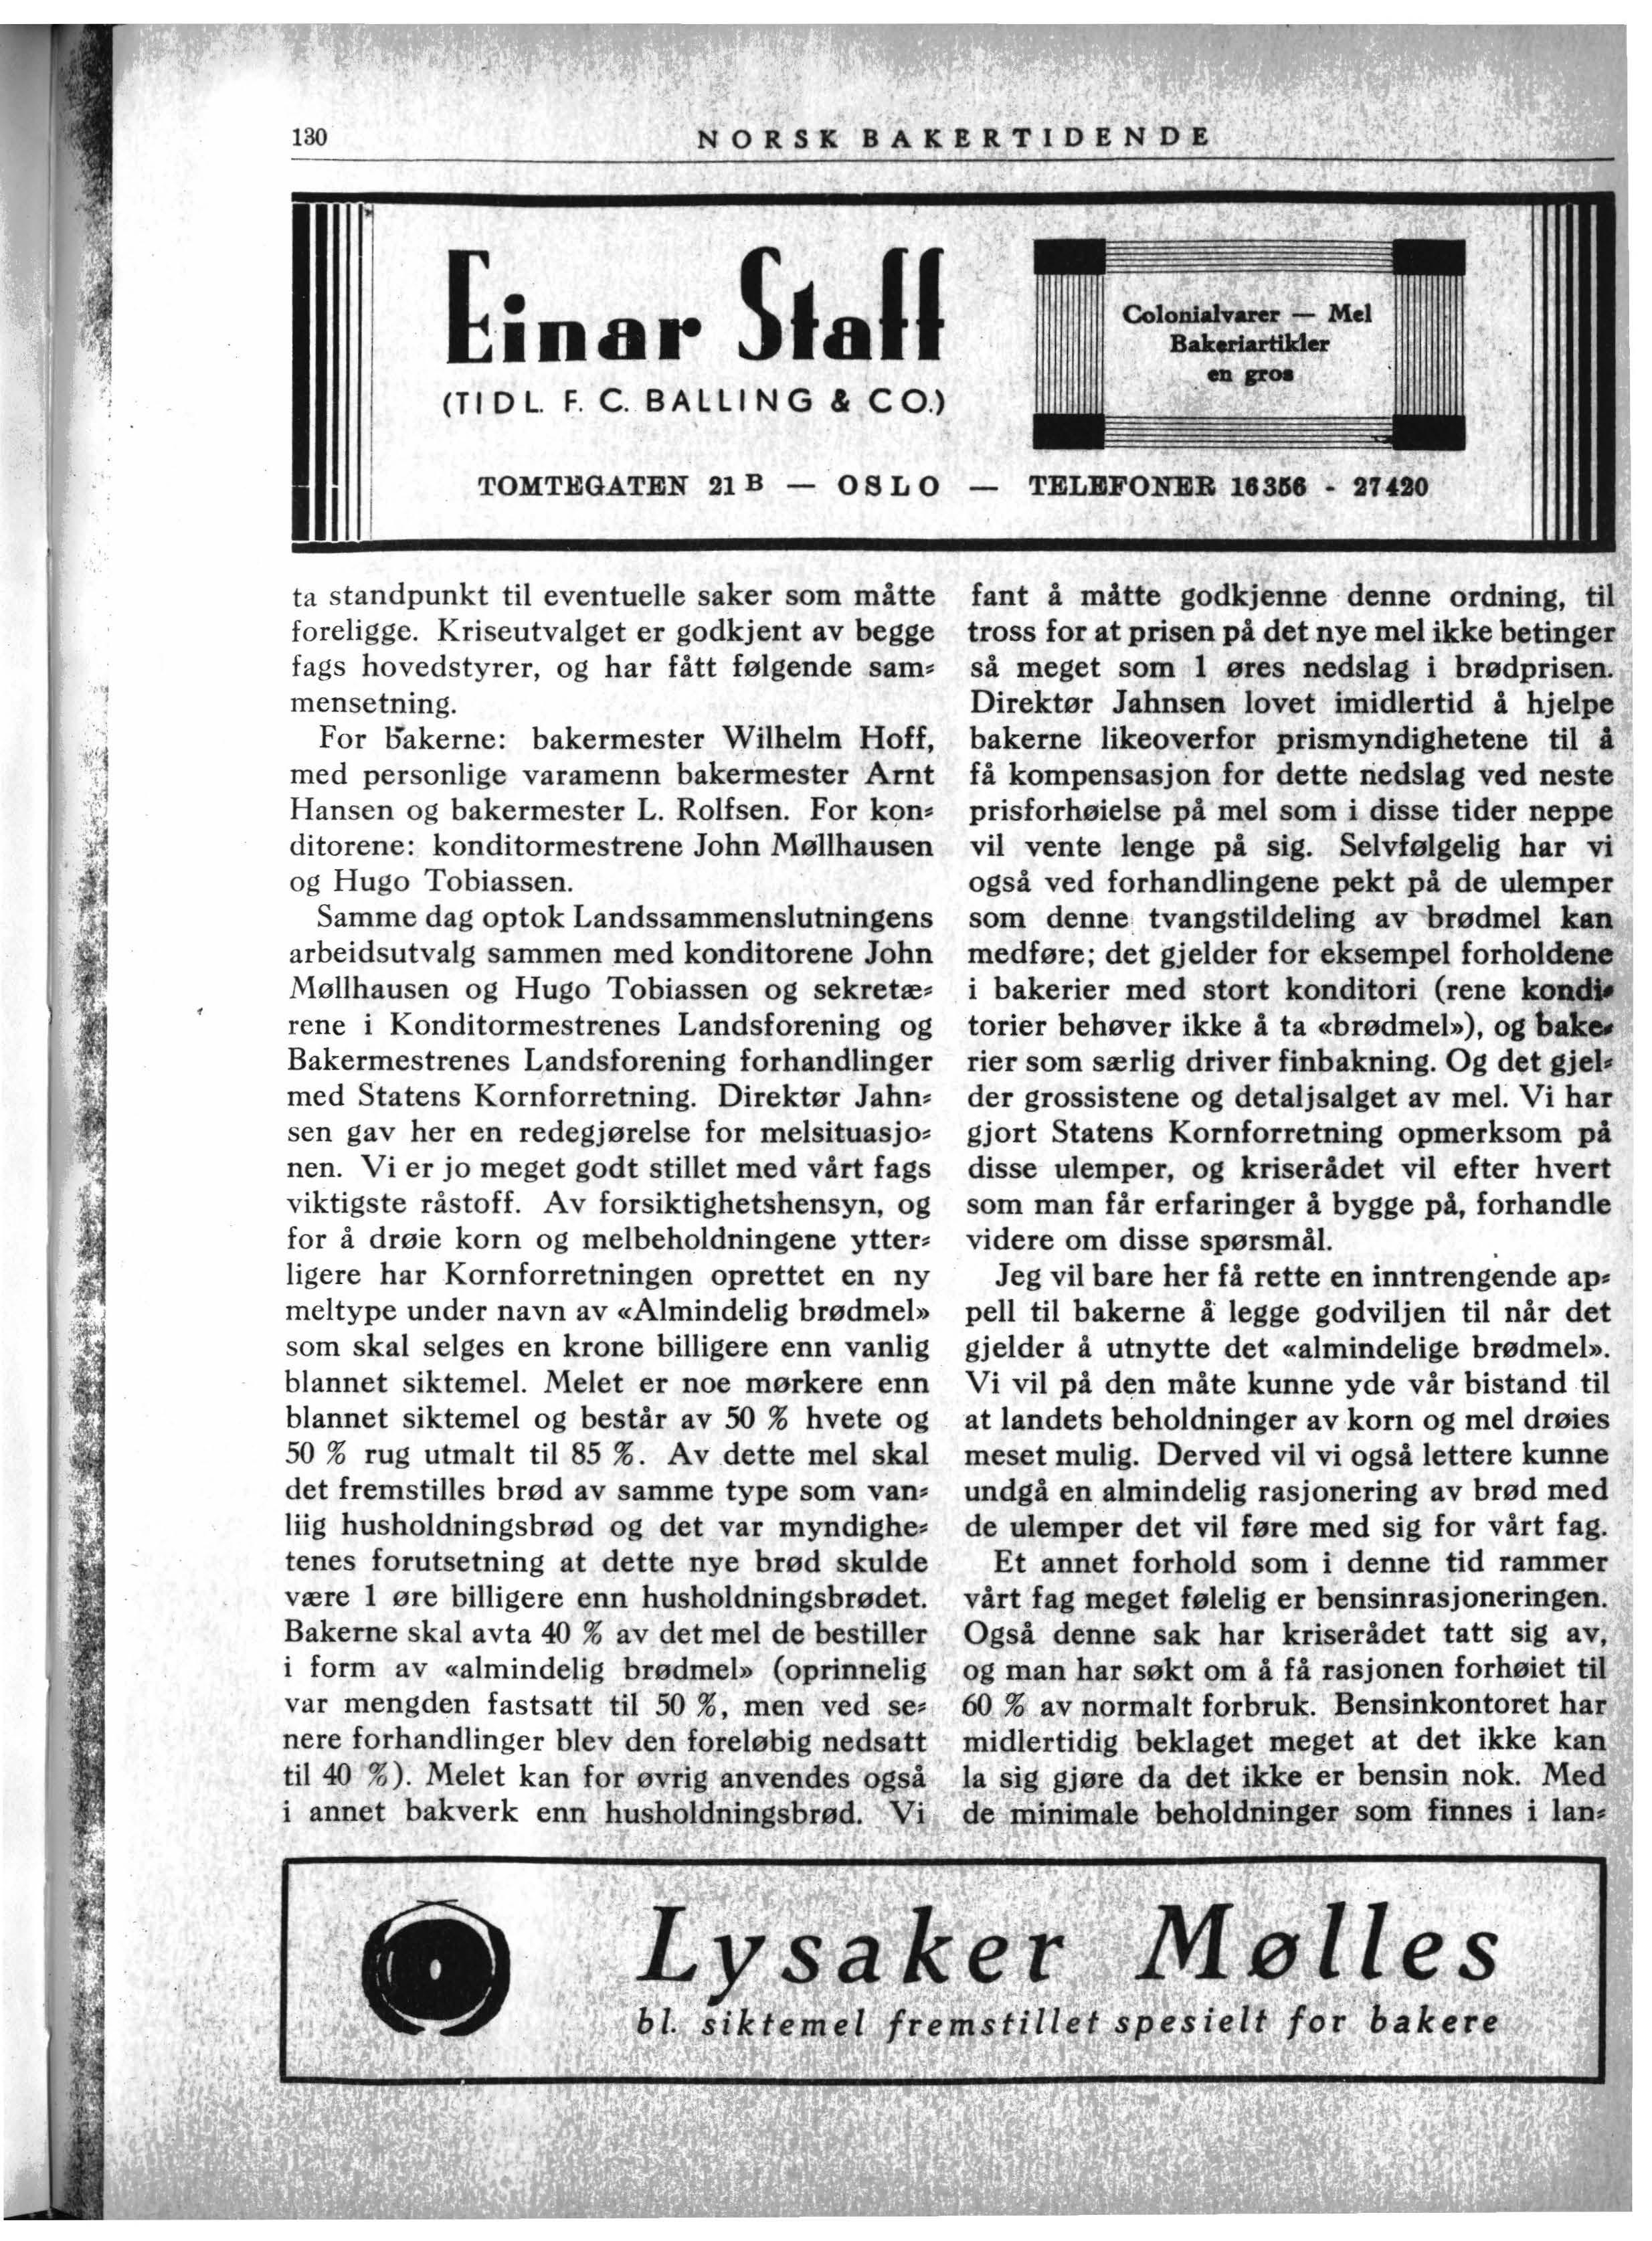 130
NORSK BAKERTIDENDE
Einar Staff
(TIDL. F. C. BALLING & CO.)
Colonialvarer — Mel
Bakeriartikler
en gros
TOMTEGATEN 21 B — OSLO — TELEFONER 16356 - 27420
ta standpunkt til eventuelle saker som måtte
foreligge. Kriseutvalget er godkjent av begge
fags hovedstyrer, og har fått følgende sam-
mensetning.
For bakerne: bakermester Wilhelm Hoff,
med personlige varamenn bakermester Arnt
Hansen og bakermester L. Rolfsen. For kon-
ditorene: konditormestrene John Møllhausen
og Hugo Tobiassen.
Samme dag optok Landssammenslutningens
arbeidsutvalg sammen med konditorene John
Møllhausen og Hugo Tobiassen og sekretæ-
rene i Konditormestrenes Landsforening og
Bakermestrenes Landsforening forhandlinger
med Statens Kornforretning. Direktør Jahn-
sen gav her en redegjørelse for melsituasjo-
nen. Vi er jo meget godt stillet med vårt fags
viktigste råstoff. Av forsiktighetshensyn, og
for å drøie korn og melbeholdningene ytter-
ligere har Kornforretningen oprettet en ny
meltype under navn av «Almindelig brødmel»
som skal selges en krone billigere enn vanlig
blannet siktemel. Melet er noe mørkere enn
blannet siktemel og består av 50 % hvete og
50 % rug utmalt til 85 %. Av dette mel skal
det fremstilles brød av samme type som van-
liig husholdningsbrød og det var myndighe-
tenes forutsetning at dette nye brød skulde
være 1 øre billigere enn husholdningsbrødet.
Bakerne skal avta 40 % av det mel de bestiller
i form av «almindelig brødmel» (oprinnelig
var mengden fastsatt til 50 %, men ved se-
nere forhandlinger blev den foreløbig nedsatt
til 40 %). Melet kan for øvrig anvendes også
i annet bakverk enn husholdningsbrød. Vi
fant å måtte godkjenne denne ordning, til
tross for at prisen på det nye mel ikke betinger
så meget som 1 øres nedslag i brødprisen.
Direktør Jahnsen lovet imidlertid å hjelpe
bakerne likeoverfor prismyndighetene til å
få kompensasjon for dette nedslag ved neste
prisforhøielse på mel som i disse tider neppe
vil vente lenge på sig. Selvfølgelig har vi
også ved forhandlingene pekt på de ulemper
som denne tvangstildeling av brødmel kan
medføre; det gjelder for eksempel forholdene
i bakerier med stort konditori (rene kondi-
torier behøver ikke å ta «brødmel»), og bake-
rier som særlig driver finbakning. Og det gjel-
der grossistene og detaljsalget av mel. Vi har
gjort Statens Kornforretning opmerksom på
disse ulemper, og kriserådet vil efter hvert
som man får erfaringer å bygge på, forhandle
videre om disse spørsmål.
Jeg vil bare her få rette en inntrengende ap-
pell til bakerne å legge godviljen til når det
gjelder å utnytte det «almindelige brødmel».
Vi vil på den måte kunne yde vår bistand til
at landets beholdninger av korn og mel drøies
meset mulig. Derved vil vi også lettere kunne
undgå en almindelig rasjonering av brød med
de ulemper det vil føre med sig for vårt fag.
Et annet forhold som i denne tid rammer
vårt fag meget følelig er bensinrasjoneringen.
Også denne sak har kriserådet tatt sig av,
og man har søkt om å få rasjonen forhøiet til
60 % av normalt forbruk. Bensinkontoret har
midlertidig beklaget meget at det ikke kan
la sig gjøre da det ikke er bensin nok. Med
de minimale beholdninger som finnes i lan-
Lysaker Mølles
bl. siktemel fremstillet spesielt for bakere